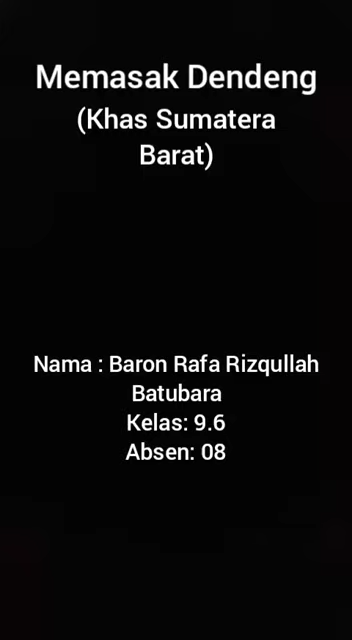 Memasak Dendeng
(Khas Sumatera
Barat)
Nama : Baron Rafa Rizqullah
Batubara
Kelas: 9.6
Absen: 08